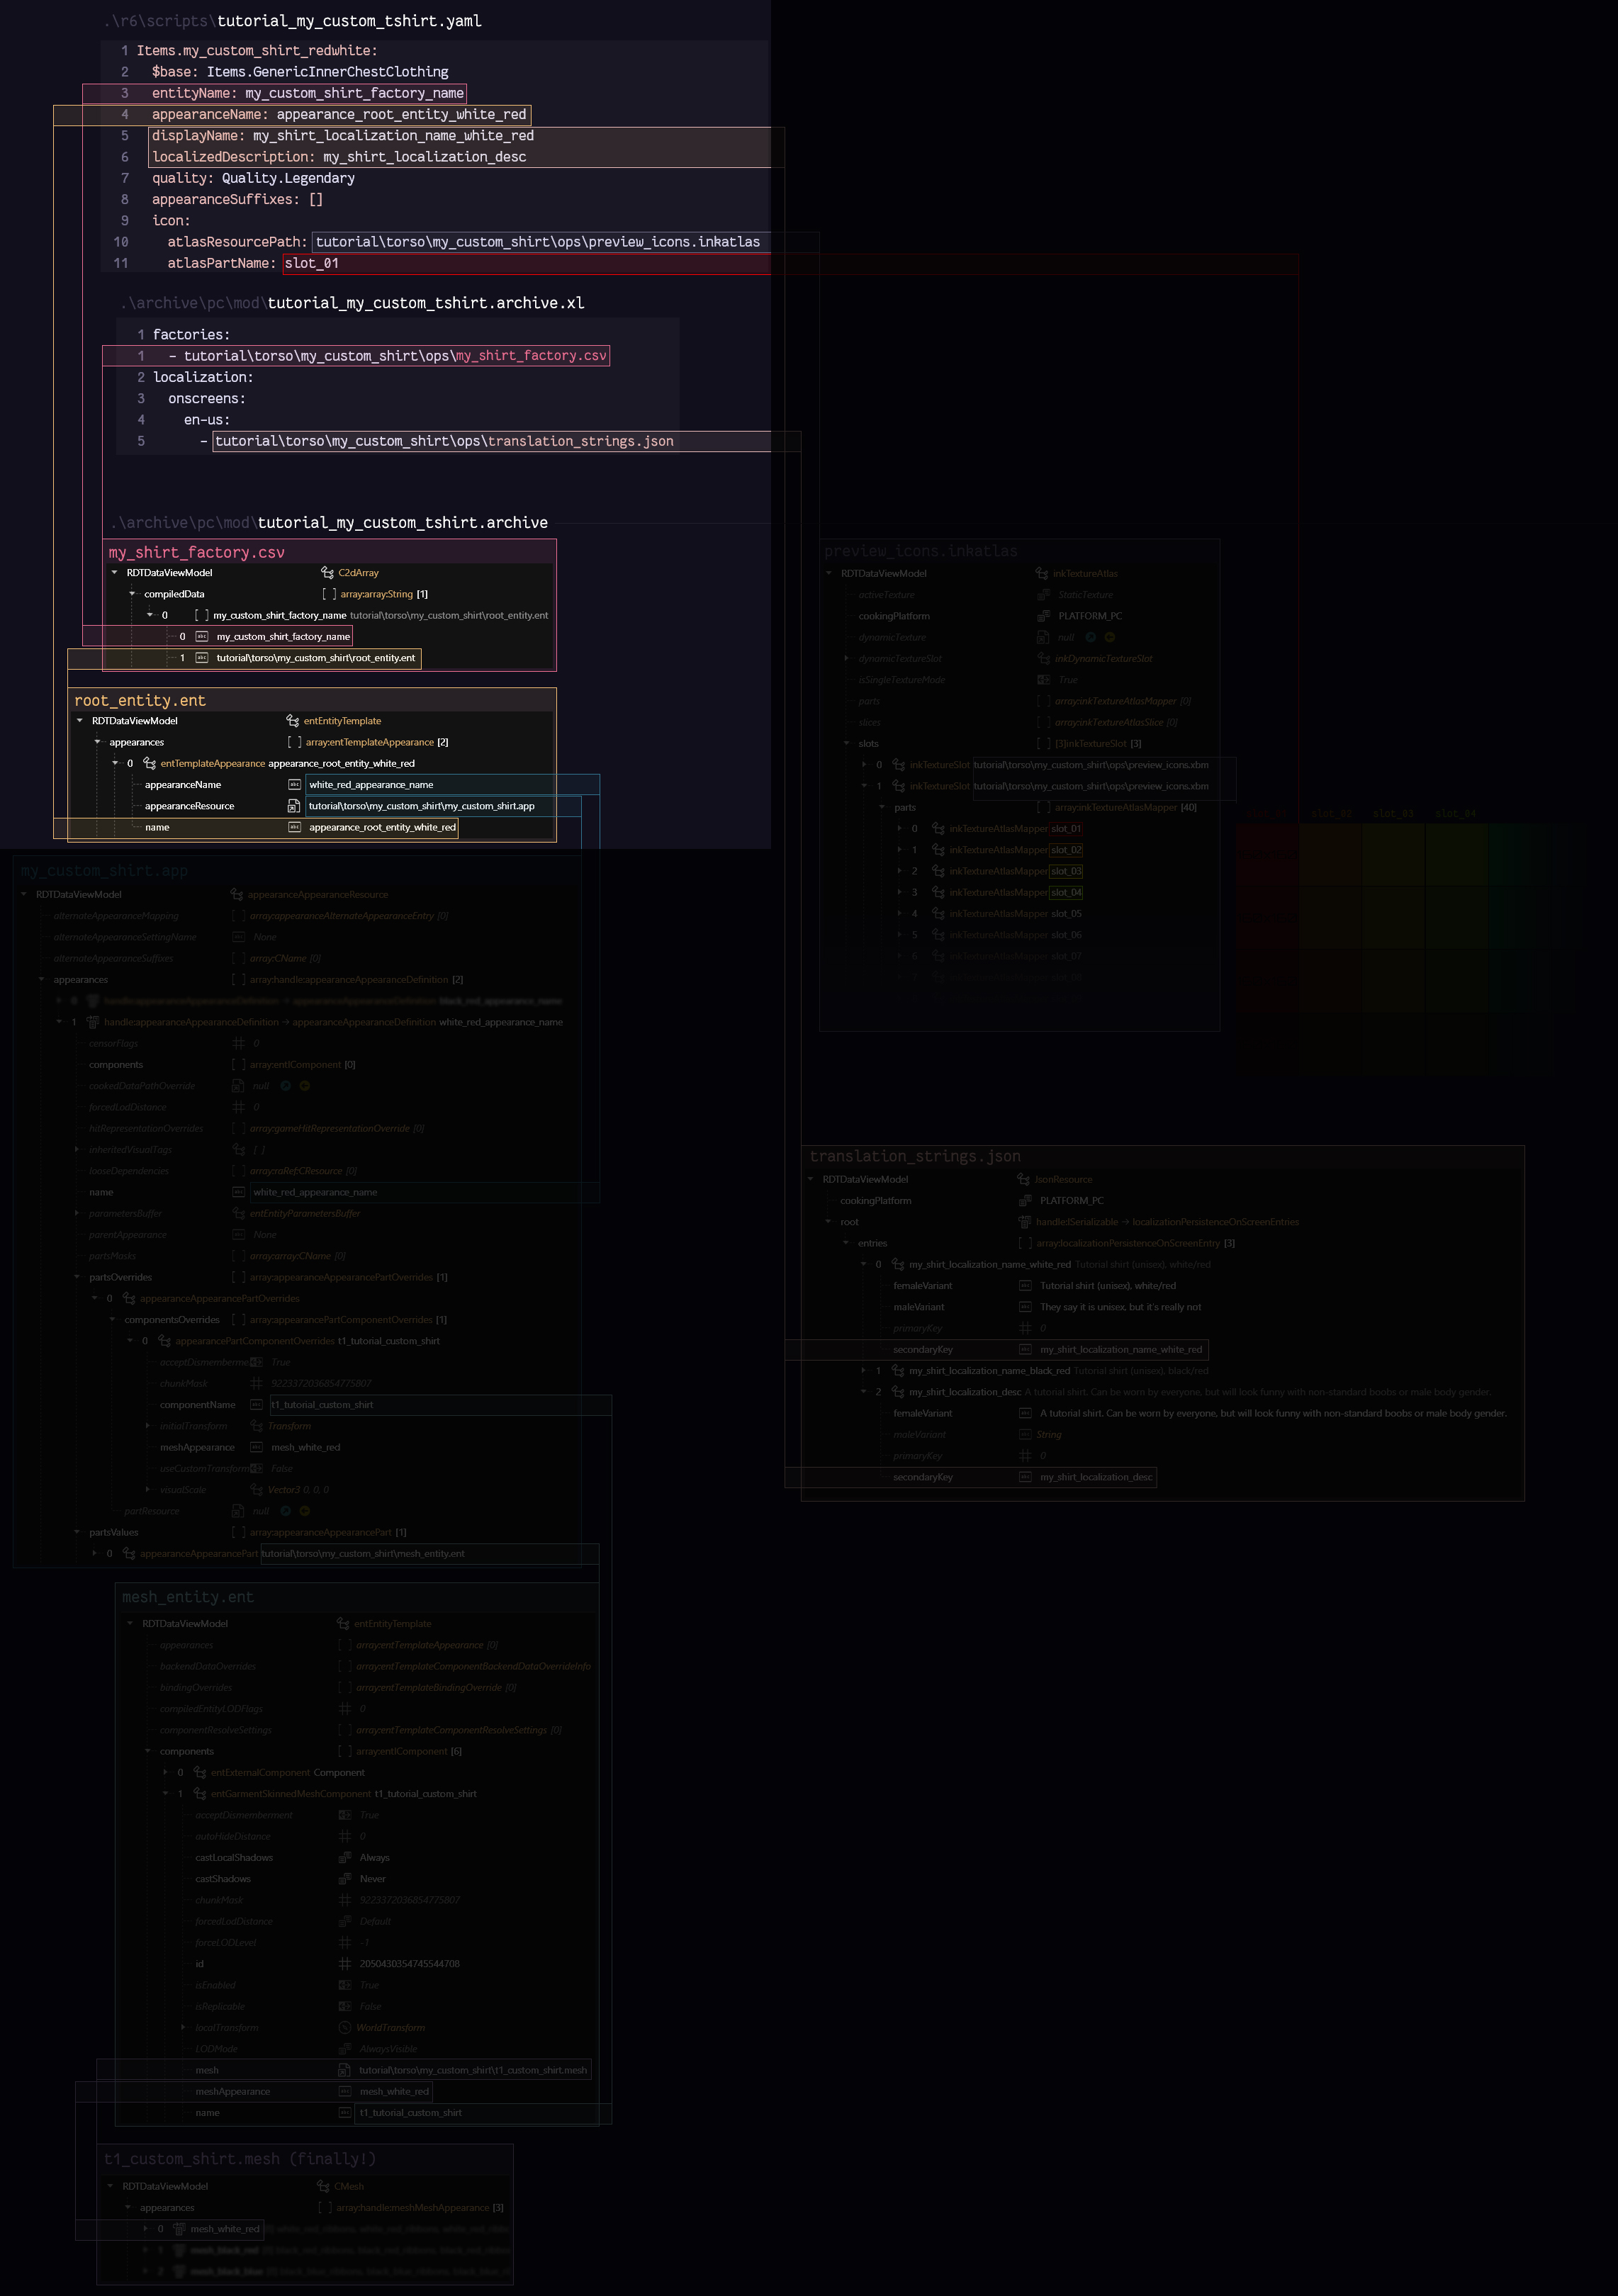 .\r6\scripts\tutorial_my_custom_tshirt.yaml
1 Items.my_custom_shirt_redwhite:
2 $base: Items.GenericInnerChestClothing
3 entityName: my_custom_shirt_factory_name
4 appearanceName: appearance_root_entity_white_red
5 displayName: my_shirt_localization_name_white_red
6 localizedDescription: my_shirt_localization_desc
7 quality: Quality.Legendary
8 appearanceSuffixes: []
9 icon:
10 atlasResourcePath: tutorial\torso\my_custom_shirt\ops\preview_icons.inkatlas
11 atlasPartName: slot_01
.\archive\pc\mod\tutorial_my_custom_tshirt.archive.xl
1 factories:
1 - tutorial\torso\my_custom_shirt\ops\my_shirt_factory.csv
2 localization:
3 onscreens:
4 en-us:
5 - tutorial\torso\my_custom_shirt\ops\translation_strings.json
.\archive\pc\mod\tutorial_my_custom_tshirt.archive
my_shirt_factory.csv
RDTDataViewModel C2dArray
compiledData [ ] array:array:String [1]
0 [ ] my_custom_shirt_factory_name tutorial\torso\my_custom_shirt\root_entity.ent
0 abc my_custom_shirt_factory_name
1 abc tutorial\torso\my_custom_shirt\root_entity.ent
root_entity.ent
RDTDataViewModel entEntityTemplate
appearances [ ] array:entTemplateAppearance [2]
0 entTemplateAppearance appearance_root_entity_white_red
appearanceName abc white_red_appearance_name
appearanceResource tutorial\torso\my_custom_shirt\my_custom_shirt.app
name abc appearance_root_entity_white_red
my_custom_shirt.app
RDTDataViewModel appearanceAppearanceResource
alternateAppearanceMapping [ ] array:appearanceAlternateAppearanceEntry [0]
alternateAppearanceSettingName abc None
alternateAppearanceSuffixes [ ] array:CName [0]
appearances [ ] array:handle:appearanceAppearanceDefinition [2]
0 handle:appearanceAppearanceDefinition → appearanceAppearanceDefinition black_red_appearance_name
1 handle:appearanceAppearanceDefinition → appearanceAppearanceDefinition white_red_appearance_name
censorFlags 0
components [ ] array:entIComponent [0]
cookedDataPathOverride null
forcedLodDistance 0
hitRepresentationOverrides [ ] array:gameHitRepresentationOverride [0]
inheritedVisualTags [ ]
looseDependencies [ ] array:raRef:CResource [0]
name abc white_red_appearance_name
parametersBuffer entEntityParametersBuffer
parentAppearance abc None
partsMasks [ ] array:array:CName [0]
partsOverrides [ ] array:appearanceAppearancePartOverrides [1]
0 appearanceAppearancePartOverrides
componentsOverrides [ ] array:appearancePartComponentOverrides [1]
0 appearancePartComponentOverrides t1_tutorial_custom_shirt
acceptDismemberme True
chunkMask 9223372036854775807
componentName abc t1_tutorial_custom_shirt
initialTransform Transform
meshAppearance abc mesh_white_red
useCustomTransform False
visualScale Vector3 0, 0, 0
partResource null
partsValues [ ] array:appearanceAppearancePart [1]
0 appearanceAppearancePart tutorial\torso\my_custom_shirt\mesh_entity.ent
mesh_entity.ent
RDTDataViewModel entEntityTemplate
appearances [ ] array:entTemplateAppearance [0]
backendDataOverrides [ ] array:entTemplateComponentBackendDataOverrideInfo
bindingOverrides [ ] array:entTemplateBindingOverride [0]
compiledEntityLODFlags 0
componentResolveSettings [ ] array:entTemplateComponentResolveSettings [0]
components [ ] array:entIComponent [6]
0 entExternalComponent Component
1 entGarmentSkinnedMeshComponent t1_tutorial_custom_shirt
acceptDismemberment True
autoHideDistance 0
castLocalShadows Always
castShadows Never
chunkMask 9223372036854775807
forcedLodDistance Default
forceLODLevel -1
id 2050430354745544708
isEnabled True
isReplicable False
localTransform WorldTransform
LODMode AlwaysVisible
mesh tutorial\torso\my_custom_shirt\t1_custom_shirt.mesh
meshAppearance abc mesh_white_red
name abc t1_tutorial_custom_shirt
t1_custom_shirt.mesh (finally!)
RDTDataViewModel CMesh
appearances [ ] array:handle:meshMeshAppearance [3]
0 mesh_white_red
1 mesh_black_red
2 mesh_black_blue
preview_icons.inkatlas
RDTDataViewModel inkTextureAtlas
activeTexture StaticTexture
cookingPlatform PLATFORM_PC
dynamicTexture null
dynamicTextureSlot inkDynamicTextureSlot
isSingleTextureMode True
parts [ ] array:inkTextureAtlasMapper [0]
slices [ ] array:inkTextureAtlasSlice [0]
slots [ ] [3]inkTextureSlot [3]
0 inkTextureSlot tutorial\torso\my_custom_shirt\ops\preview_icons.xbm
1 inkTextureSlot tutorial\torso\my_custom_shirt\ops\preview_icons.xbm
parts [ ] array:inkTextureAtlasMapper [40]
0 inkTextureAtlasMapper slot_01
1 inkTextureAtlasMapper slot_02
2 inkTextureAtlasMapper slot_03
3 inkTextureAtlasMapper slot_04
4 inkTextureAtlasMapper slot_05
5 inkTextureAtlasMapper slot_06
6 inkTextureAtlasMapper slot_07
slot_02 slot_03 slot_04
translation_strings.json
RDTDataViewModel JsonResource
cookingPlatform PLATFORM_PC
root handle:ISerializable → localizationPersistenceOnScreenEntries
entries [ ] array:localizationPersistenceOnScreenEntry [3]
0 my_shirt_localization_name_white_red Tutorial shirt (unisex), white/red
femaleVariant abc Tutorial shirt (unisex), white/red
maleVariant abc They say it is unisex, but it's really not
primaryKey 0
secondaryKey abc my_shirt_localization_name_white_red
1 my_shirt_localization_name_black_red Tutorial shirt (unisex), black/red
2 my_shirt_localization_desc A tutorial shirt. Can be worn by everyone, but will look funny with non-standard boobs or male body gender.
femaleVariant abc A tutorial shirt. Can be worn by everyone, but will look funny with non-standard boobs or male body gender.
maleVariant abc String
primaryKey 0
secondaryKey abc my_shirt_localization_desc